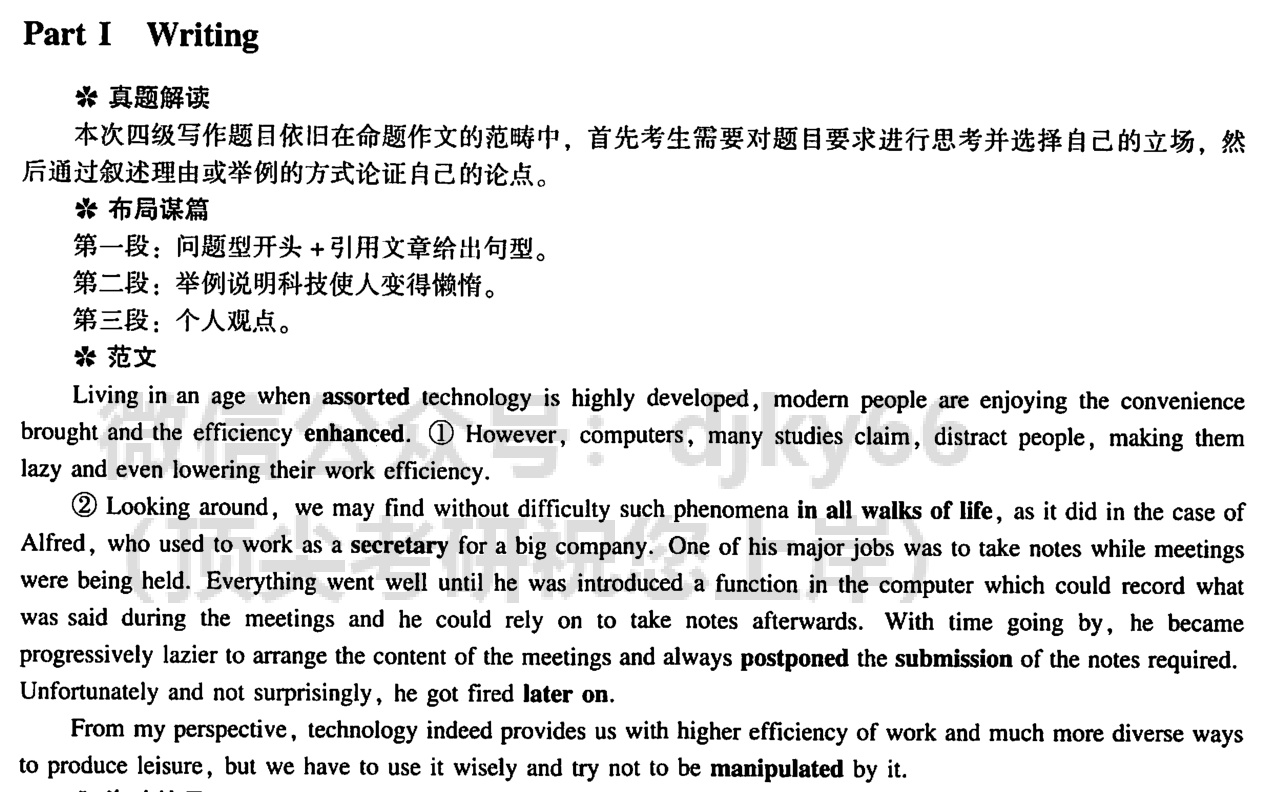 Part I Writing
✽ 真题解读
本次四级写作题目依旧在命题作文的范畴中，首先考生需要对题目要求进行思考并选择自己的立场，然
后通过叙述理由或举例的方式论证自己的论点。
✽ 布局谋篇
第一段：问题型开头+引用文章给出句型。
第二段：举例说明科技使人变得懒惰。
第三段：个人观点。
✽ 范文
Living in an age when assorted technology is highly developed, modern people are enjoying the convenience
brought and the efficiency enhanced. ① However, computers, many studies claim, distract people, making them
lazy and even lowering their work efficiency.
② Looking around, we may find without difficulty such phenomena in all walks of life, as it did in the case of
Alfred, who used to work as a secretary for a big company. One of his major jobs was to take notes while meetings
were being held. Everything went well until he was introduced a function in the computer which could record what
was said during the meetings and he could rely on to take notes afterwards. With time going by, he became
progressively lazier to arrange the content of the meetings and always postponed the submission of the notes required.
Unfortunately and not surprisingly, he got fired later on.
From my perspective, technology indeed provides us with higher efficiency of work and much more diverse ways
to produce leisure, but we have to use it wisely and try not to be manipulated by it.
微信公众号：djky66
（顶尖考研祝您上岸）